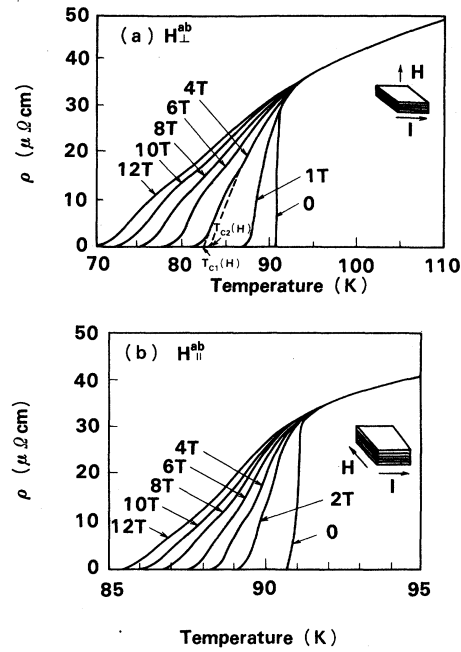 (a) H⊥ab
50
40
30
20
10
0
ρ (μΩcm)
4T
6T
8T
10T
12T
1T
0
H
I
TC2(H)
TC1(H)
70 80 90 100 110
Temperature (K)
(b) H∥ab
50
40
30
20
10
0
ρ (μΩcm)
4T
6T
8T
10T
12T
2T
0
H
I
85 90 95
Temperature (K)